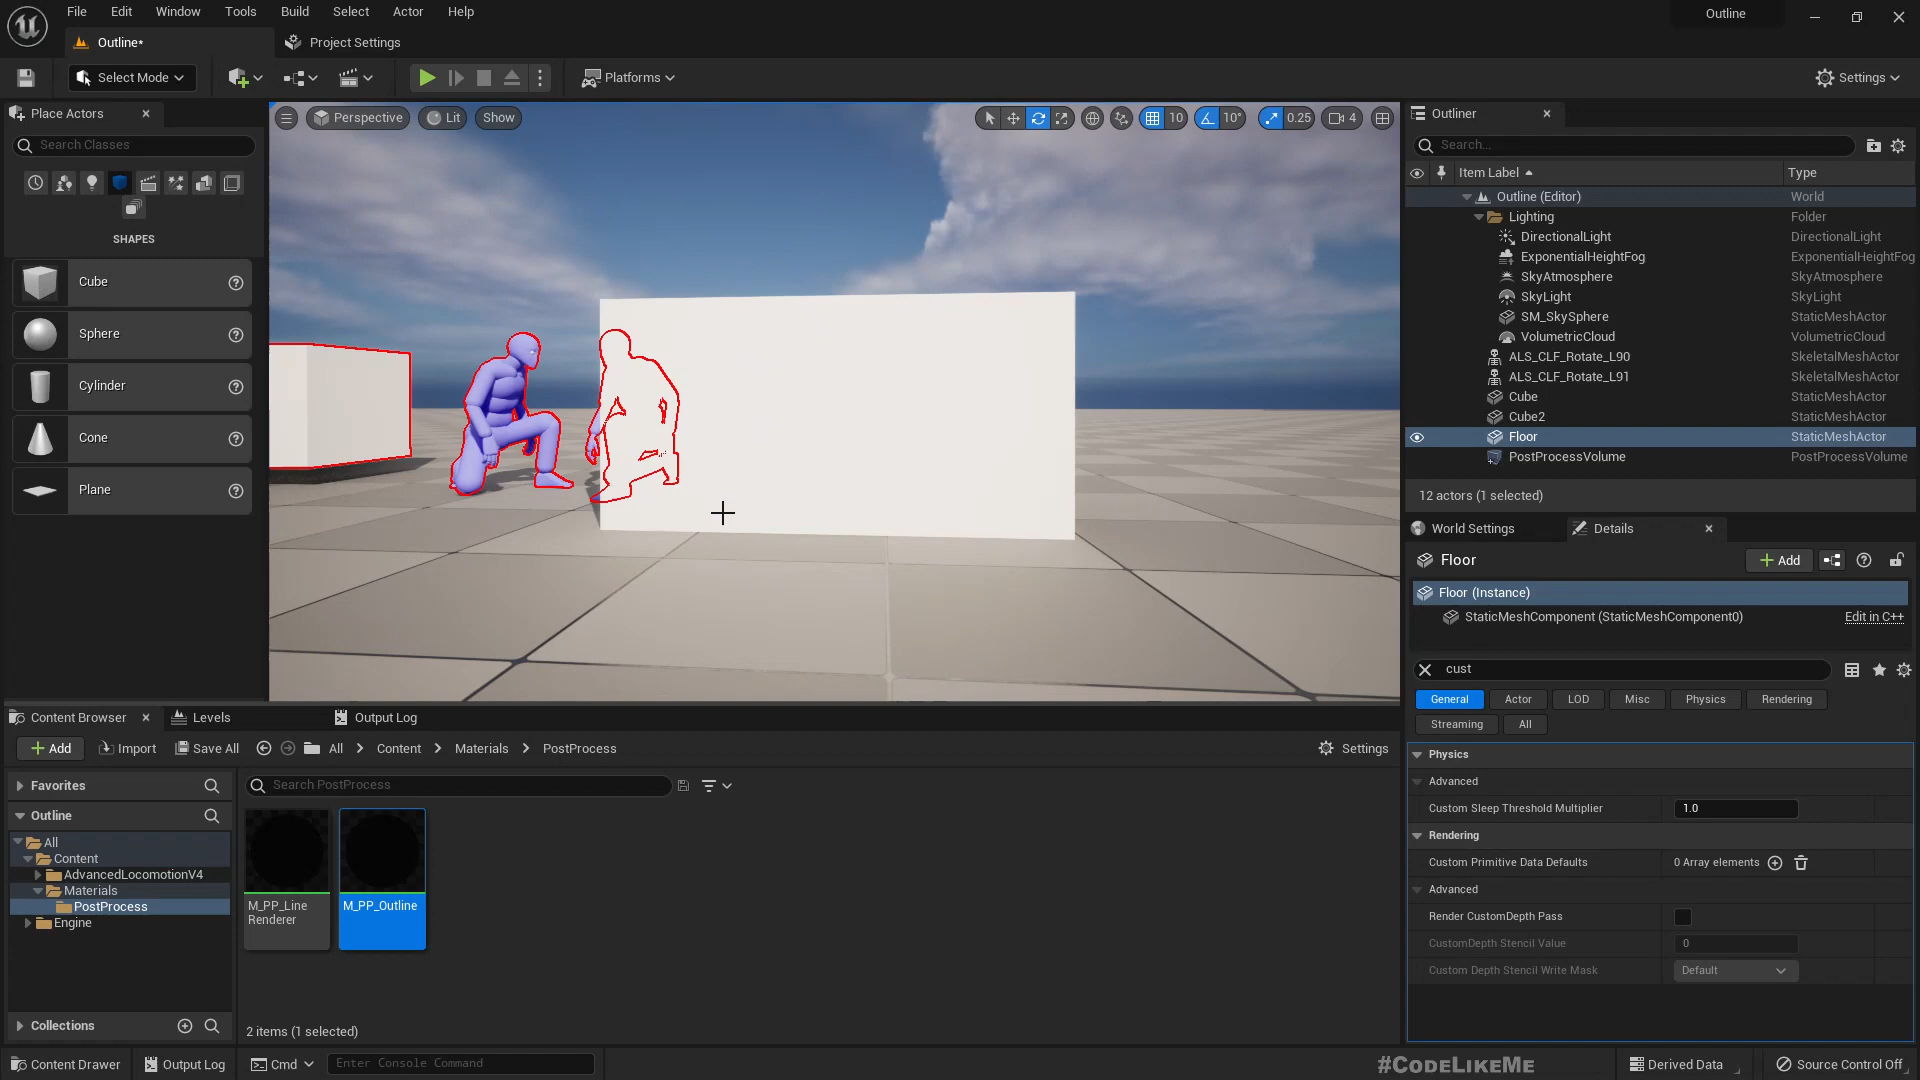 File Edit Window Tools Build Select Actor Help
Outline
Outline*
Project Settings
Select Mode
Platforms
Settings
Place Actors
Search Classes
SHAPES
Cube
Sphere
Cylinder
Cone
Plane
Perspective
Lit
Show
10
10°
0.25
4
Outliner
Search...
Item Label
Type
Outline (Editor) World
Lighting Folder
DirectionalLight DirectionalLight
ExponentialHeightFog ExponentialHeightFog
SkyAtmosphere SkyAtmosphere
SkyLight SkyLight
SM_SkySphere StaticMeshActor
VolumetricCloud VolumetricCloud
ALS_CLF_Rotate_L90 SkeletalMeshActor
ALS_CLF_Rotate_L91 SkeletalMeshActor
Cube StaticMeshActor
Cube2 StaticMeshActor
Floor StaticMeshActor
PostProcessVolume PostProcessVolume
12 actors (1 selected)
World Settings
Details
Floor
Add
Floor (Instance)
StaticMeshComponent (StaticMeshComponent0) Edit in C++
cust
General Actor LOD Misc Physics Rendering
Streaming All
Physics
Advanced
Custom Sleep Threshold Multiplier 1.0
Rendering
Custom Primitive Data Defaults 0 Array elements
Advanced
Render CustomDepth Pass
CustomDepth Stencil Value 0
Custom Depth Stencil Write Mask Default
Content Browser
Levels
Output Log
Add Import Save All All Content Materials PostProcess Settings
Favorites
Search PostProcess
Outline
All
Content
AdvancedLocomotionV4
Materials
PostProcess
Engine
Collections
M_PP_Line
Renderer
M_PP_Outline
2 items (1 selected)
Content Drawer
Output Log
Cmd
Enter Console Command
#CODELIKEME
Derived Data
Source Control Off